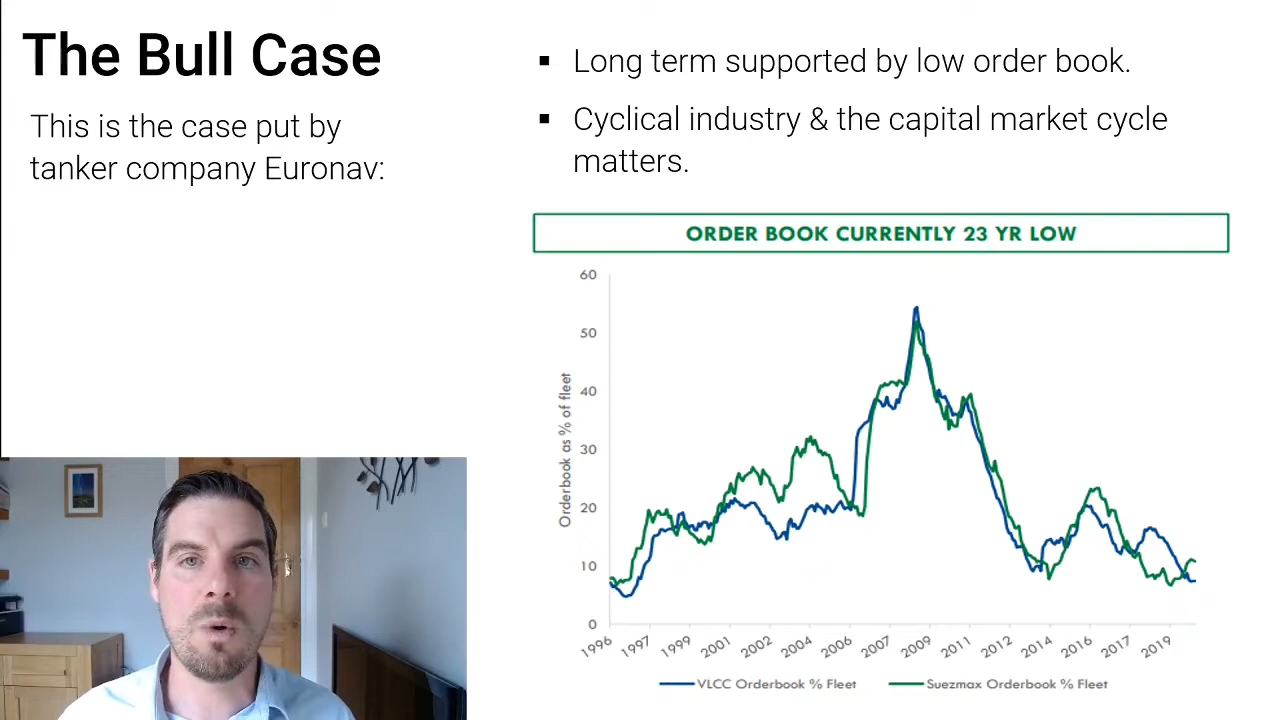 The Bull Case
This is the case put by
tanker company Euronav:
▪ Long term supported by low order book.
▪ Cyclical industry & the capital market cycle
matters.
ORDER BOOK CURRENTLY 23 YR LOW
Orderbook as % of fleet
60
50
40
30
20
10
0
1996 1997 1999 2001 2002 2004 2006 2007 2009 2011 2012 2014 2016 2017 2019
VLCC Orderbook % Fleet Suezmax Orderbook % Fleet